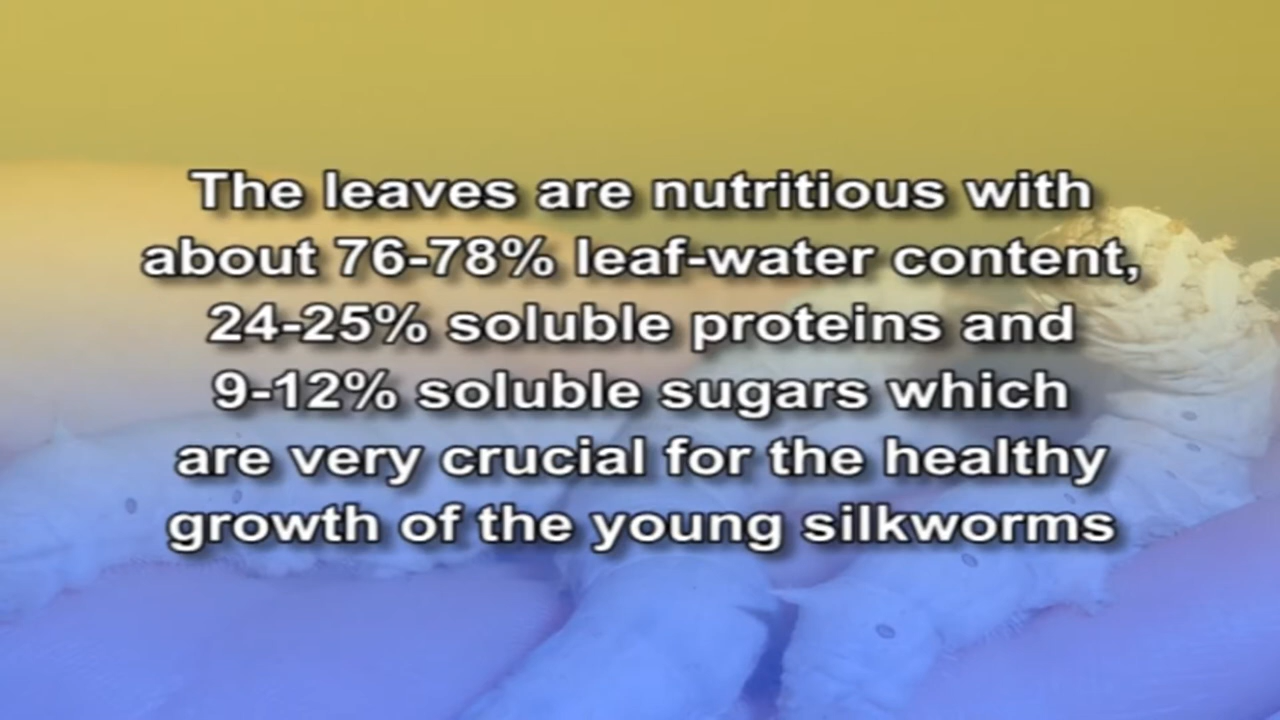 The leaves are nutritious with
about 76-78% leaf-water content,
24-25% soluble proteins and
9-12% soluble sugars which
are very crucial for the healthy
growth of the young silkworms